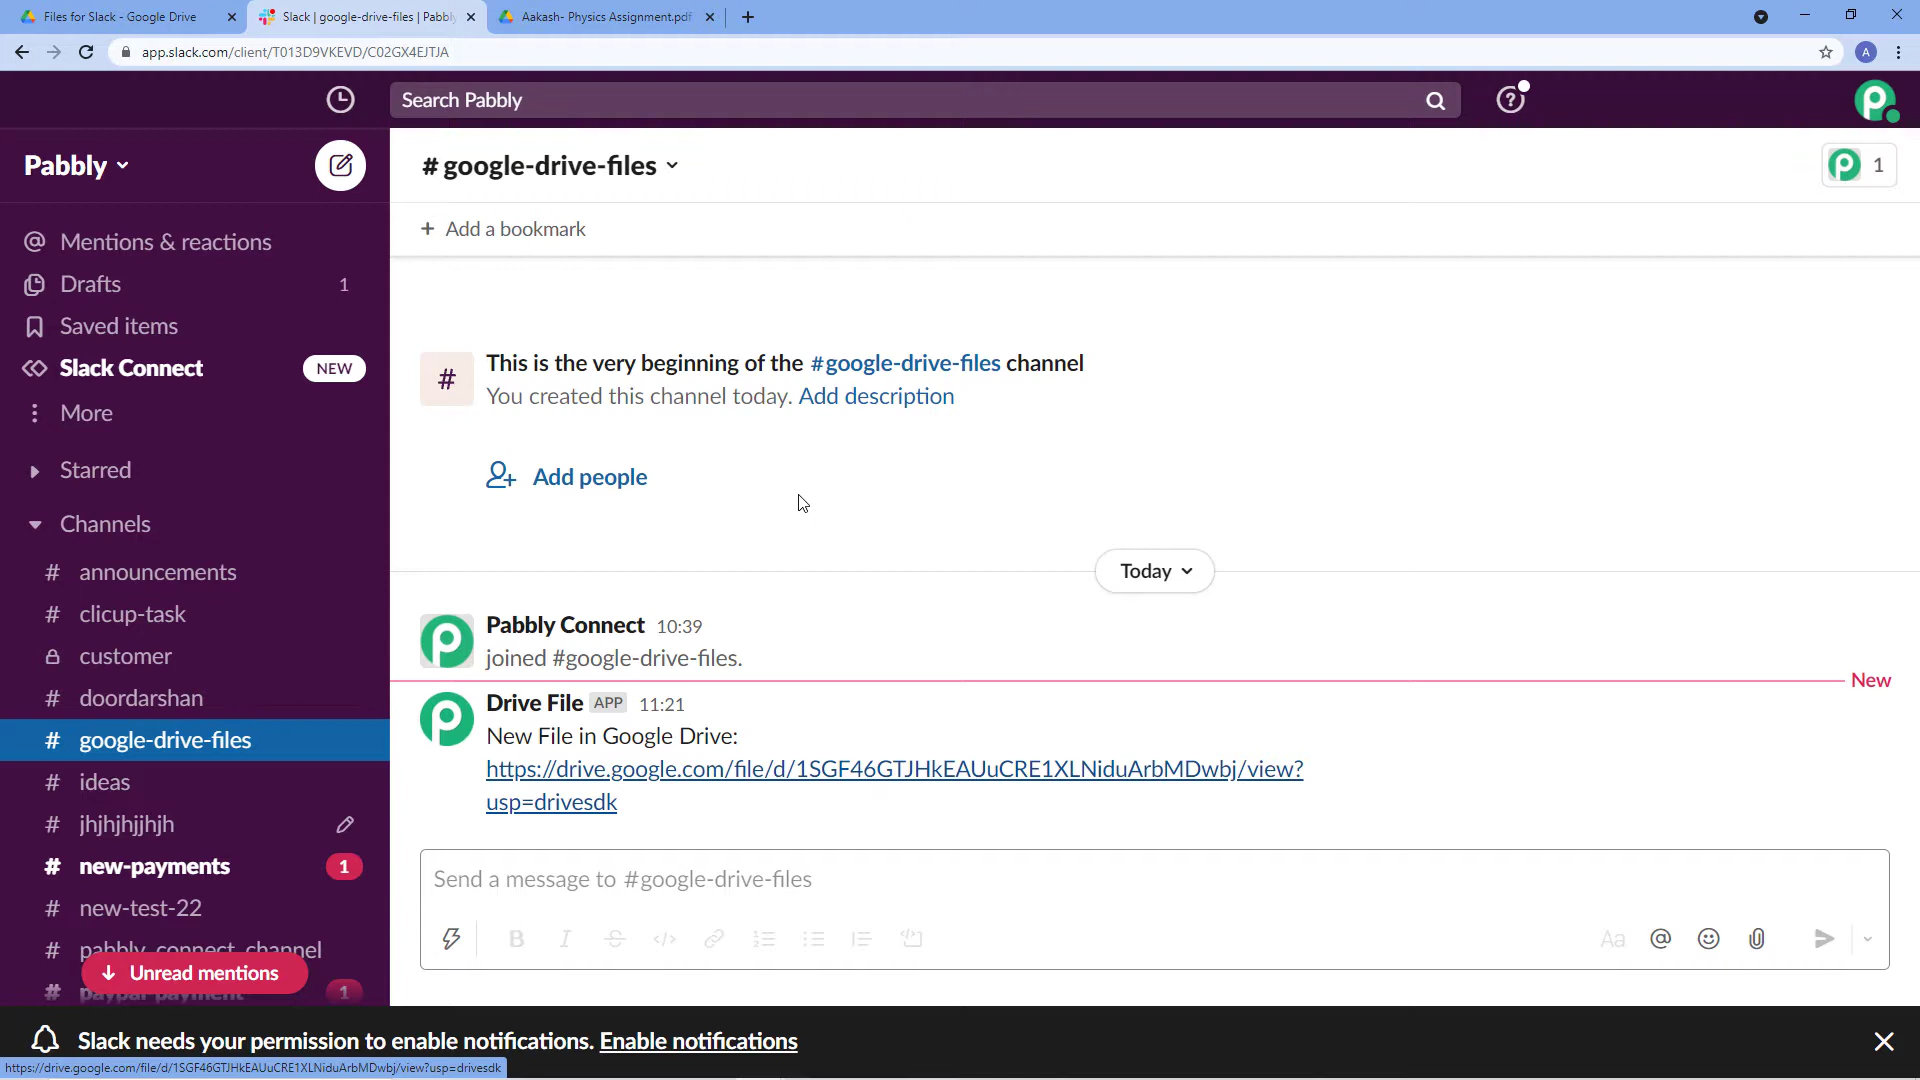 Files for Slack - Google Drive
Slack | google-drive-files | Pabbly
Aakash- Physics Assignment.pdf
app.slack.com/client/T013D9VKEVD/C02GX4EJTJA
A
Search Pabbly
Pabbly
# google-drive-files
1
+ Add a bookmark
Mentions & reactions
Drafts 1
Saved items
Slack Connect NEW
More
Starred
Channels
# announcements
# clicup-task
customer
# doordarshan
# google-drive-files
# ideas
# jhjhjhjjhjh
# new-payments 1
# new-test-22
# pabbly_connect_channel
# paypal-payment 1
Unread mentions
# This is the very beginning of the #google-drive-files channel
You created this channel today. Add description
Add people
Today
Pabbly Connect 10:39
joined #google-drive-files.
New
Drive File APP 11:21
New File in Google Drive:
https://drive.google.com/file/d/1SGF46GTJHkEAUuCRE1XLNiduArbMDwbj/view?
usp=drivesdk
Send a message to #google-drive-files
B I S </> Aa @
Slack needs your permission to enable notifications. Enable notifications
https://drive.google.com/file/d/1SGF46GTJHkEAUuCRE1XLNiduArbMDwbj/view?usp=drivesdk